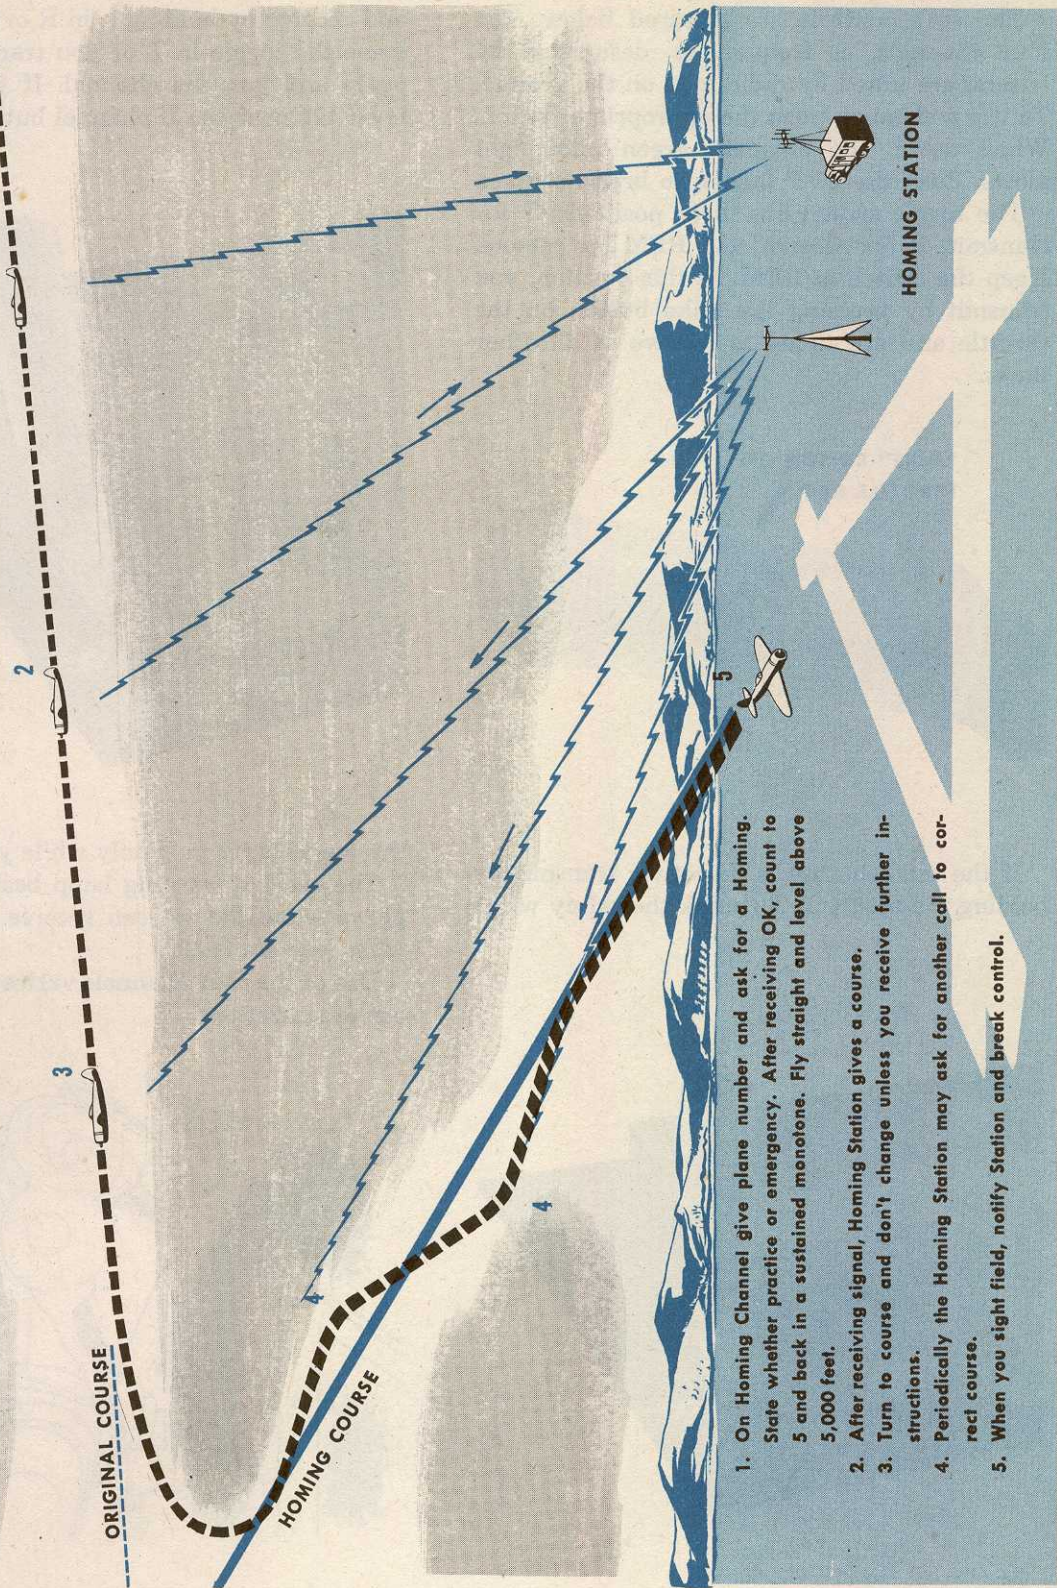 ORIGINAL COURSE
HOMING COURSE
2
3
4
4
5
HOMING STATION
1. On Homing Channel give plane number and ask for a Homing.
State whether practice or emergency. After receiving OK, count to
5 and back in a sustained monotone. Fly straight and level above
5,000 feet.
2. After receiving signal, Homing Station gives a course.
3. Turn to course and don't change unless you receive further in-
structions.
4. Periodically the Homing Station may ask for another call to cor-
rect course.
5. When you sight field, notify Station and break control.